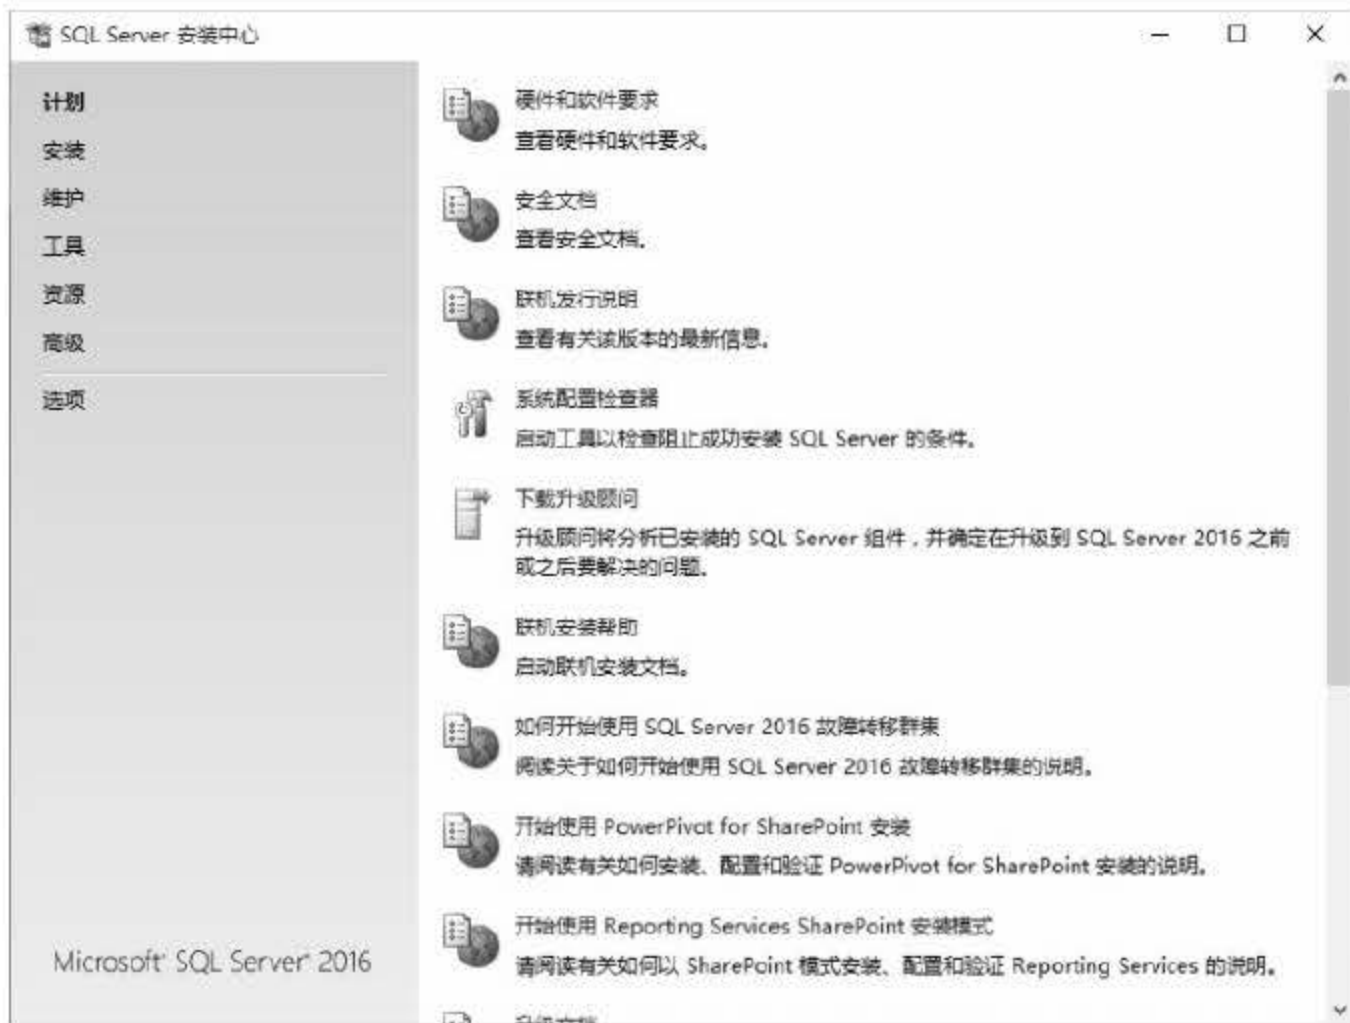 SQL Server 安装中心
计划
安装
维护
工具
资源
高级
选项
Microsoft SQL Server 2016
硬件和软件要求
查看硬件和软件要求。
安全文档
查看安全文档。
联机发行说明
查看有关该版本的最新信息。
系统配置检查器
启动工具以检查阻止成功安装 SQL Server 的条件。
下载升级顾问
升级顾问将分析已安装的 SQL Server 组件，并确定在升级到 SQL Server 2016 之前
或之后要解决的问题。
联机安装帮助
启动联机安装文档。
如何开始使用 SQL Server 2016 故障转移群集
阅读关于如何开始使用 SQL Server 2016 故障转移群集的说明。
开始使用 PowerPivot for SharePoint 安装
请阅读有关如何安装、配置和验证 PowerPivot for SharePoint 安装的说明。
开始使用 Reporting Services SharePoint 安装模式
请阅读有关如何以 SharePoint 模式安装、配置和验证 Reporting Services 的说明。
升级文档